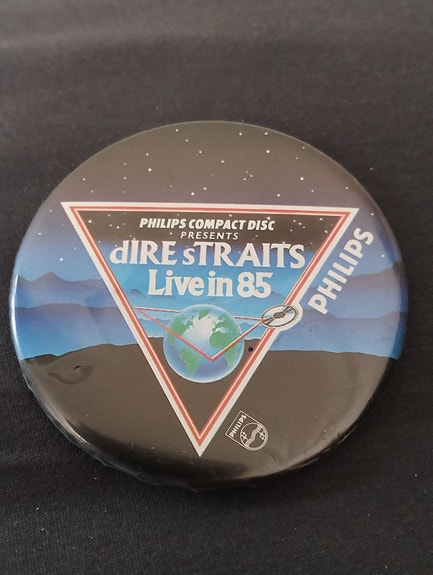 PHILIPS COMPACT DISC
PRESENTS
dIRE sTRAITS
Live in 85
PHILIPS
PHILIPS